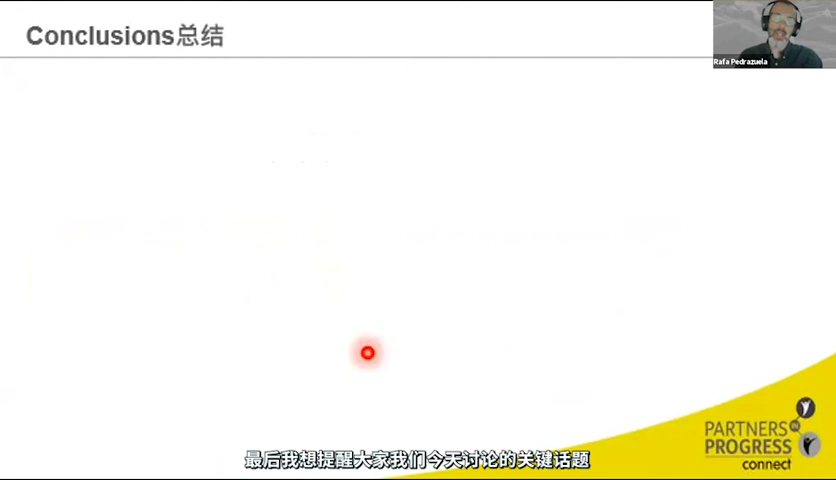 Conclusions总结
Rafa Pedrazuela
PARTNERS
IN
PROGRESS
connect
最后我想提醒大家我们今天讨论的关键话题